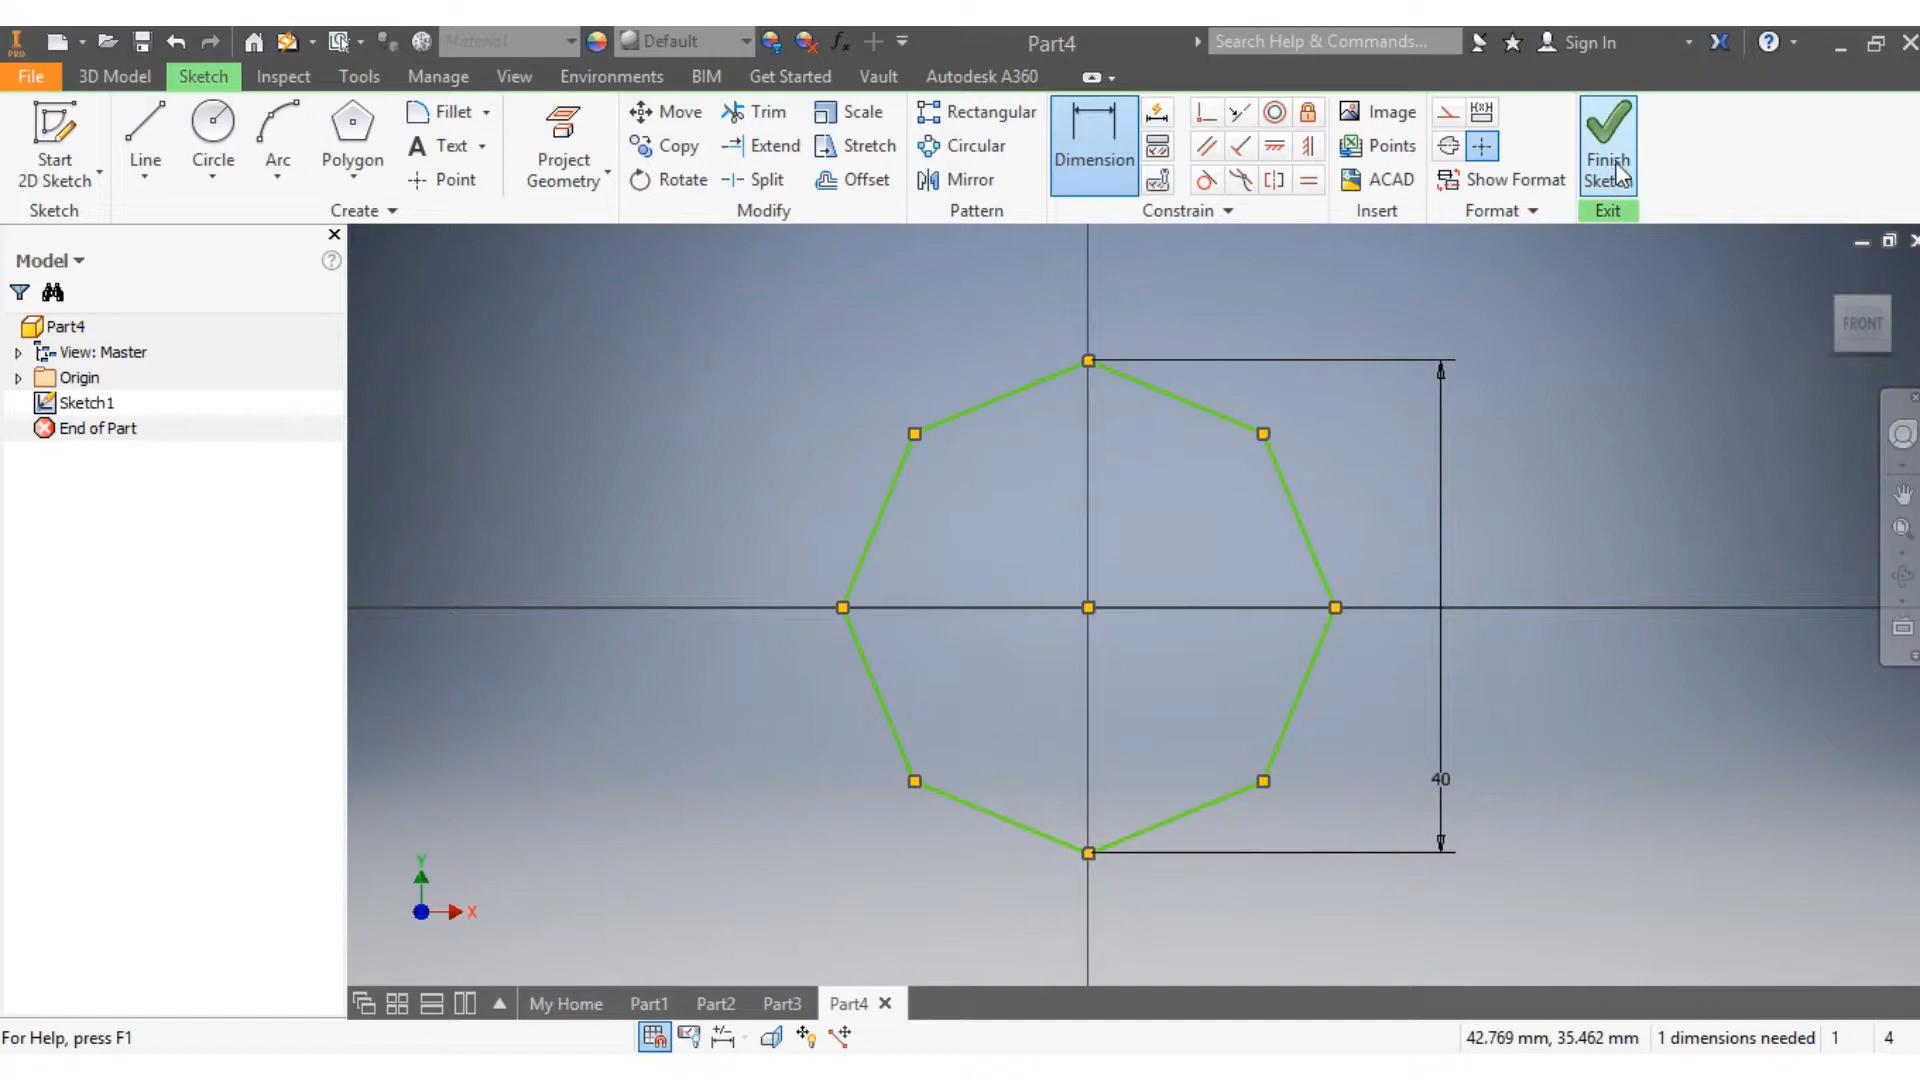 PRO
Material
Default
Part4
Search Help & Commands...
Sign In
File
3D Model
Sketch
Inspect
Tools
Manage
View
Environments
BIM
Get Started
Vault
Autodesk A360
Start
2D Sketch
Line
Circle
Arc
Polygon
Fillet
Text
Point
Project
Geometry
Move
Copy
Rotate
Trim
Extend
Split
Scale
Stretch
Offset
Rectangular
Circular
Mirror
Dimension
Image
Points
ACAD
Show Format
Finish
Sketch
Sketch
Create
Modify
Pattern
Constrain
Insert
Format
Exit
Model
Part4
View: Master
Origin
Sketch1
End of Part
FRONT
40
Y
X
My Home
Part1
Part2
Part3
Part4
For Help, press F1
42.769 mm, 35.462 mm
1 dimensions needed
1
4